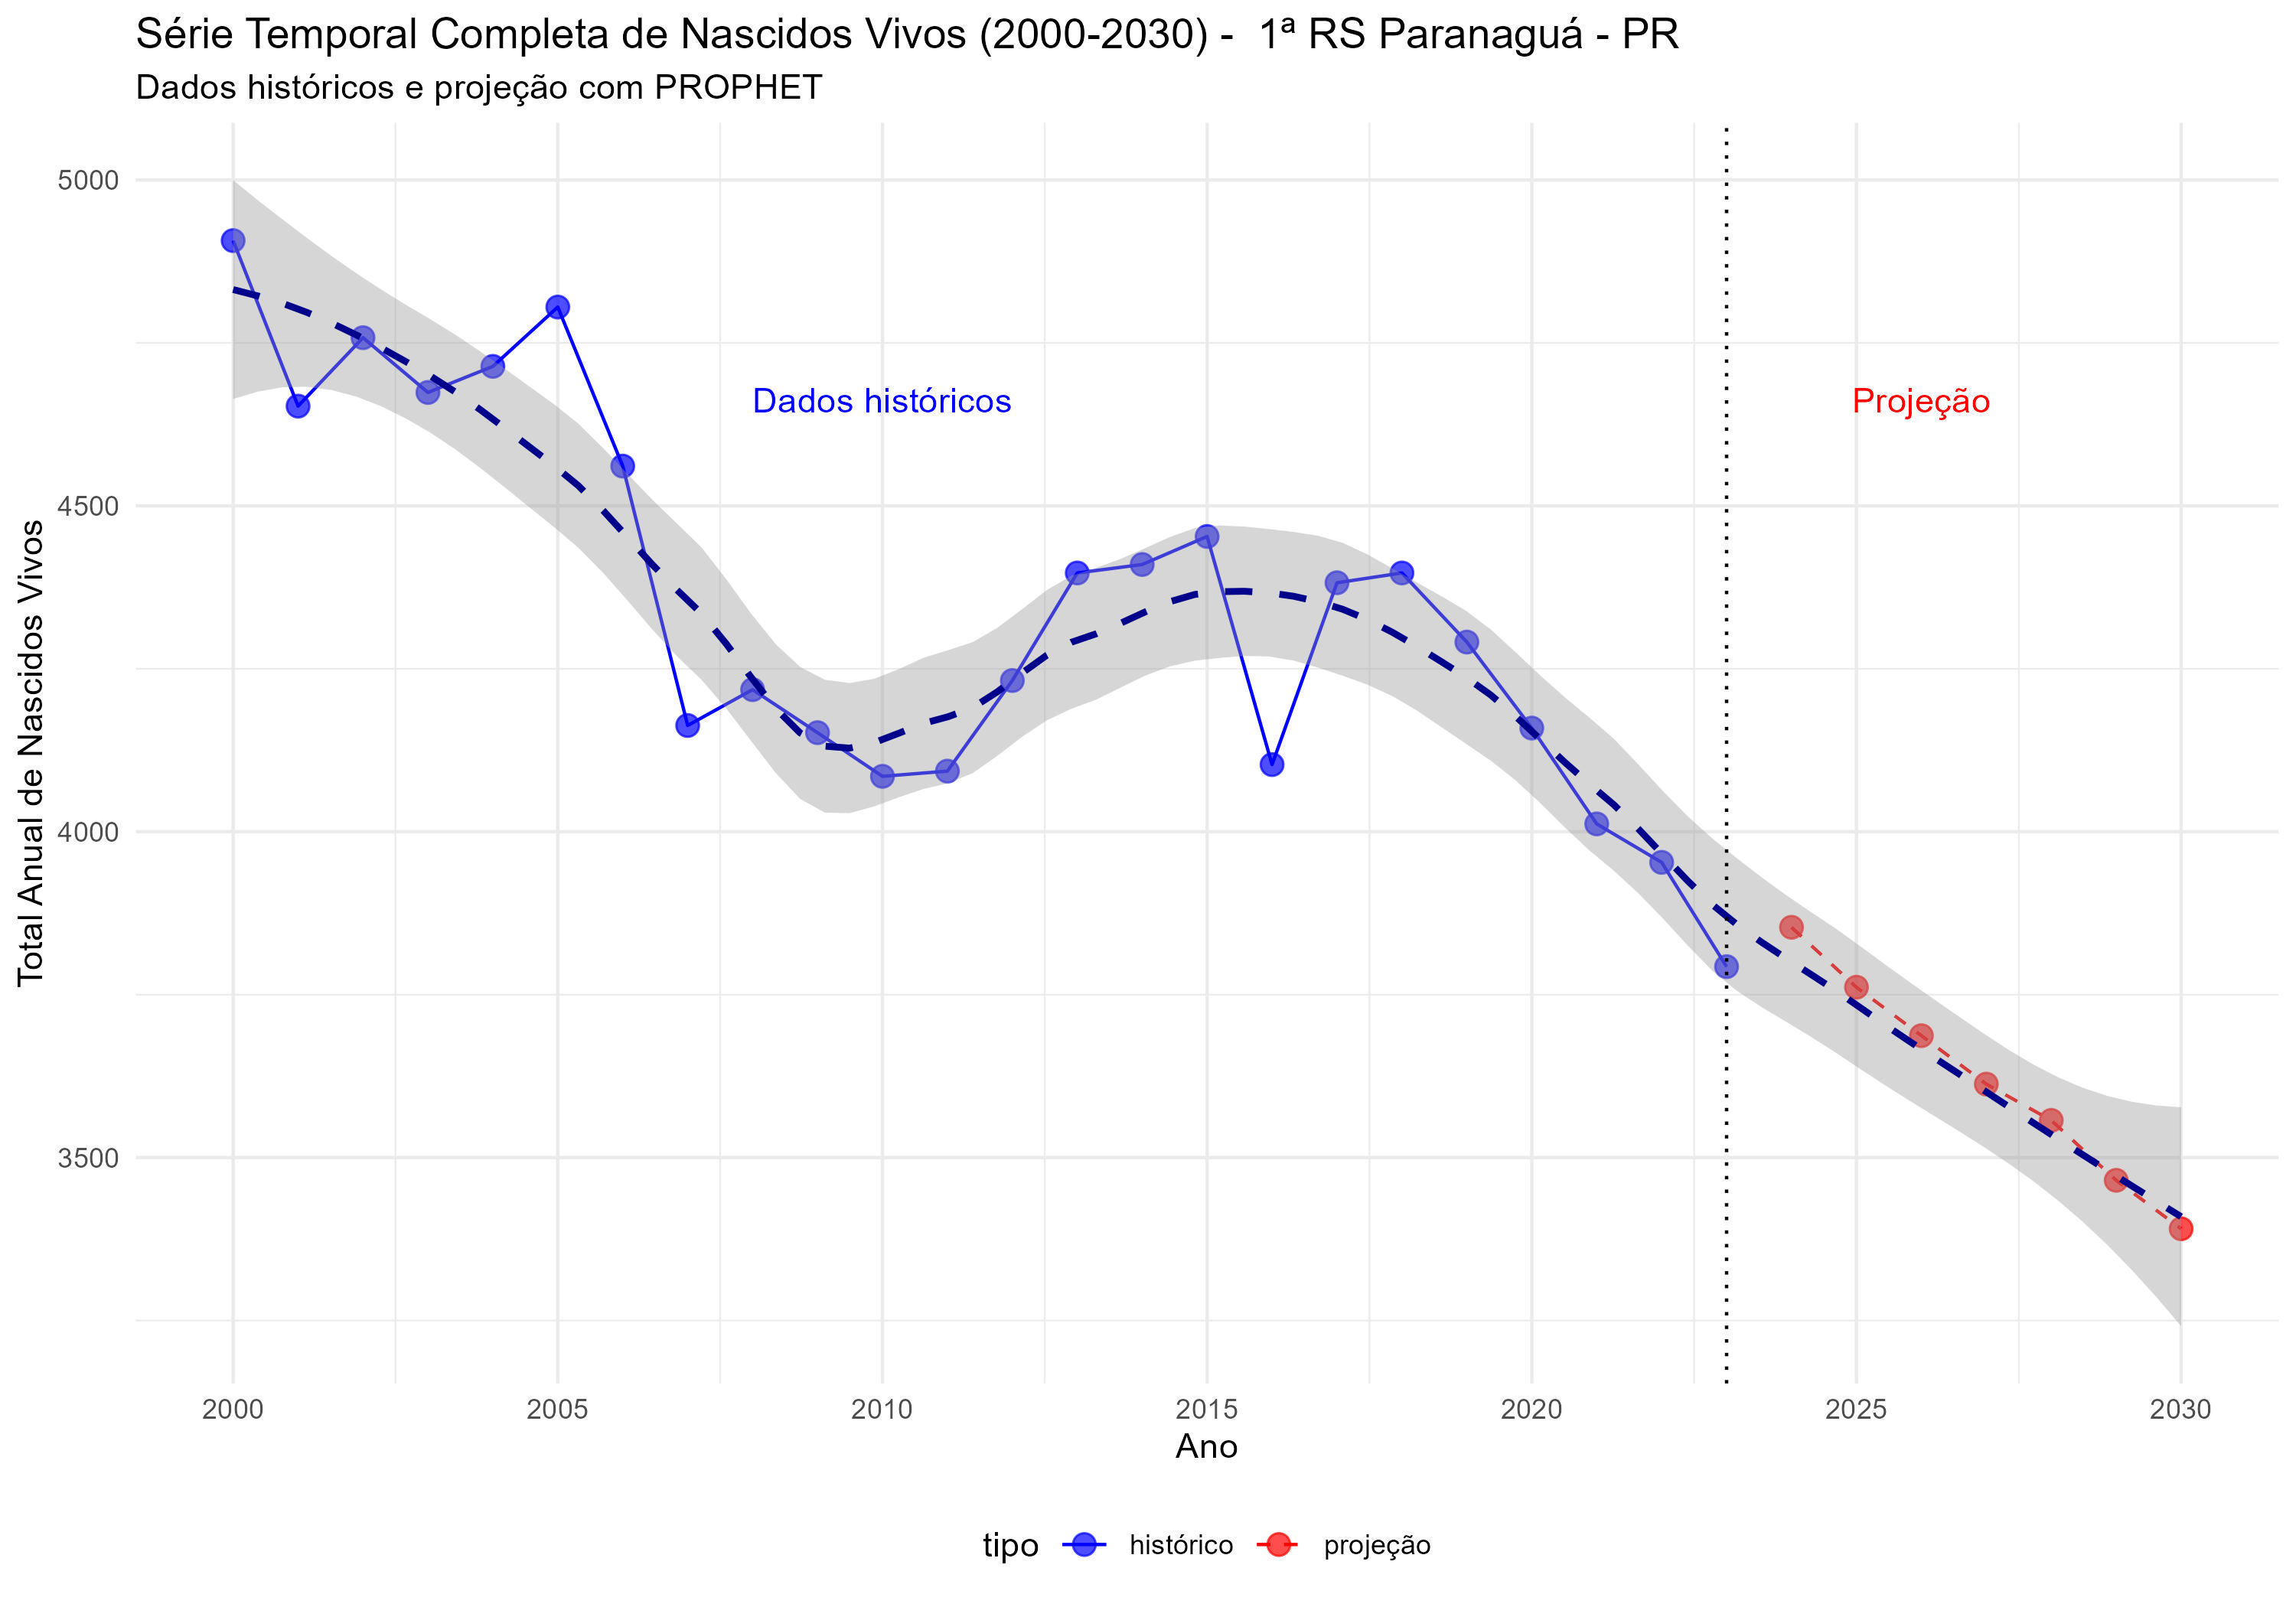 Série Temporal Completa de Nascidos Vivos (2000-2030) -  1ª RS Paranaguá - PR
Dados históricos e projeção com PROPHET
Total Anual de Nascidos Vivos
5000
4500
4000
3500
Dados históricos
Projeção
2000 2005 2010 2015 2020 2025 2030
Ano
tipo histórico projeção